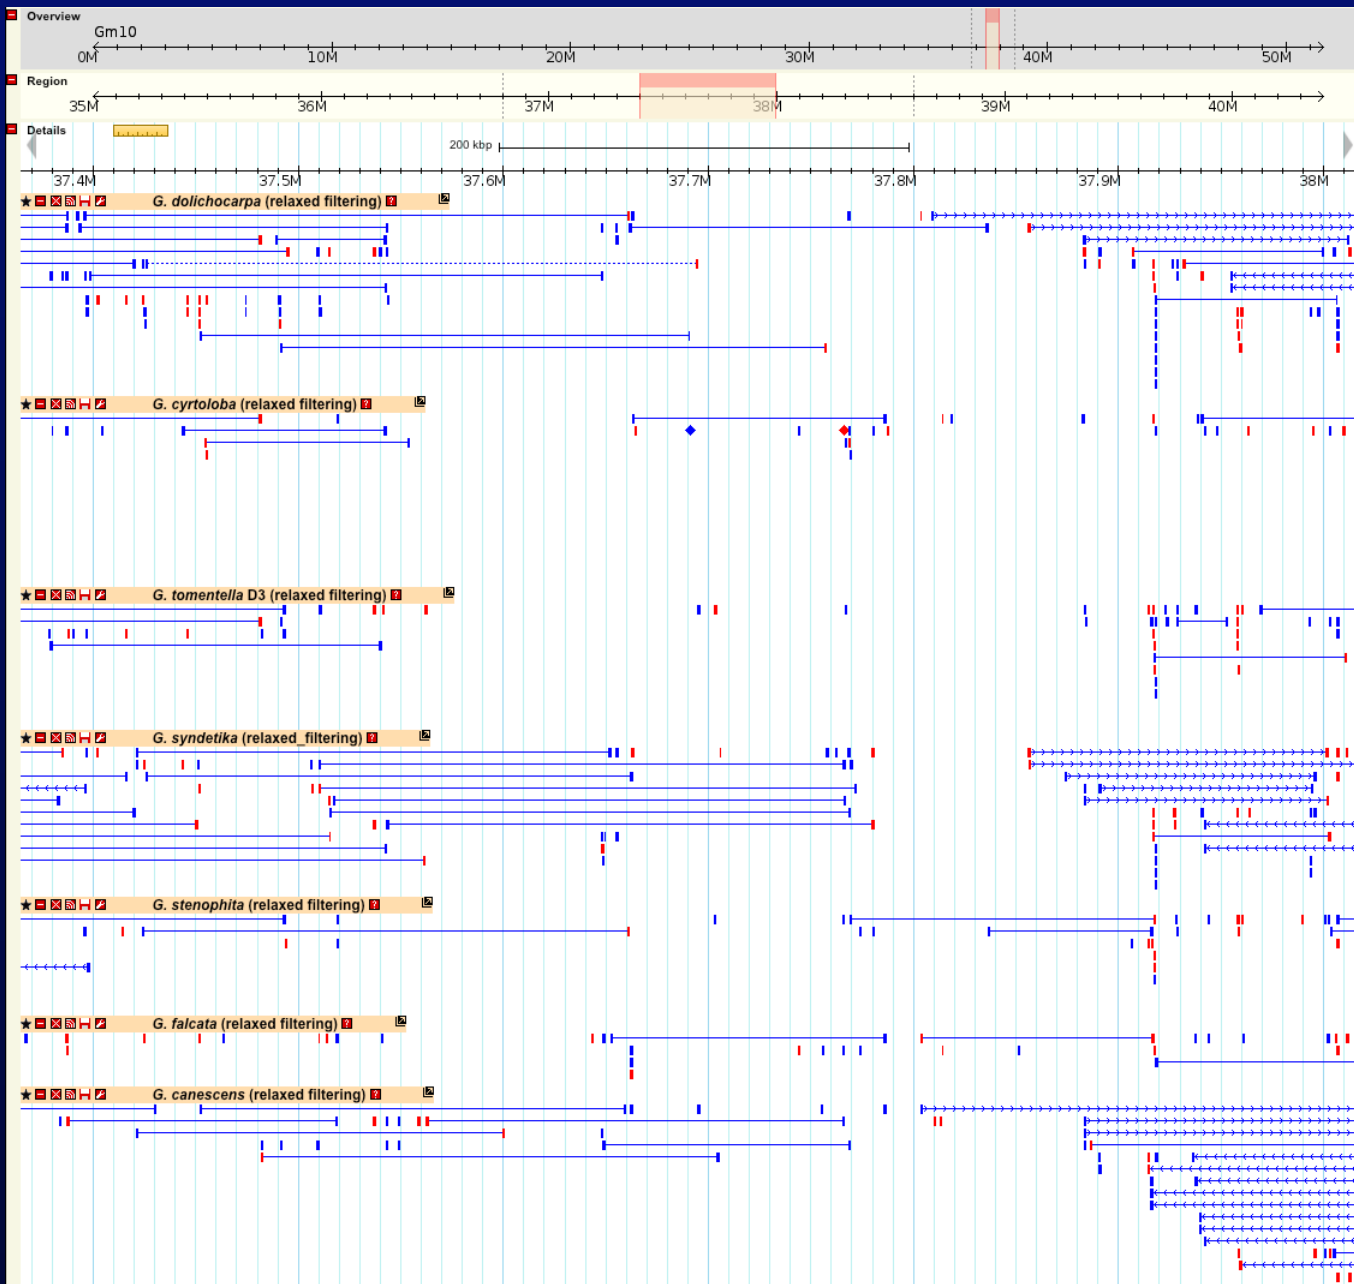 Overview
Gm10
0M 10M 20M 30M 40M 50M
Region
35M 36M 37M 38M 39M 40M
Details
200 kbp
37.4M 37.5M 37.6M 37.7M 37.8M 37.9M 38M
G. dolichocarpa (relaxed filtering) ?
G. cyrtoloba (relaxed filtering) ?
G. tomentella D3 (relaxed filtering) ?
G. syndetika (relaxed_filtering) ?
G. stenophita (relaxed filtering) ?
G. falcata (relaxed filtering) ?
G. canescens (relaxed filtering) ?